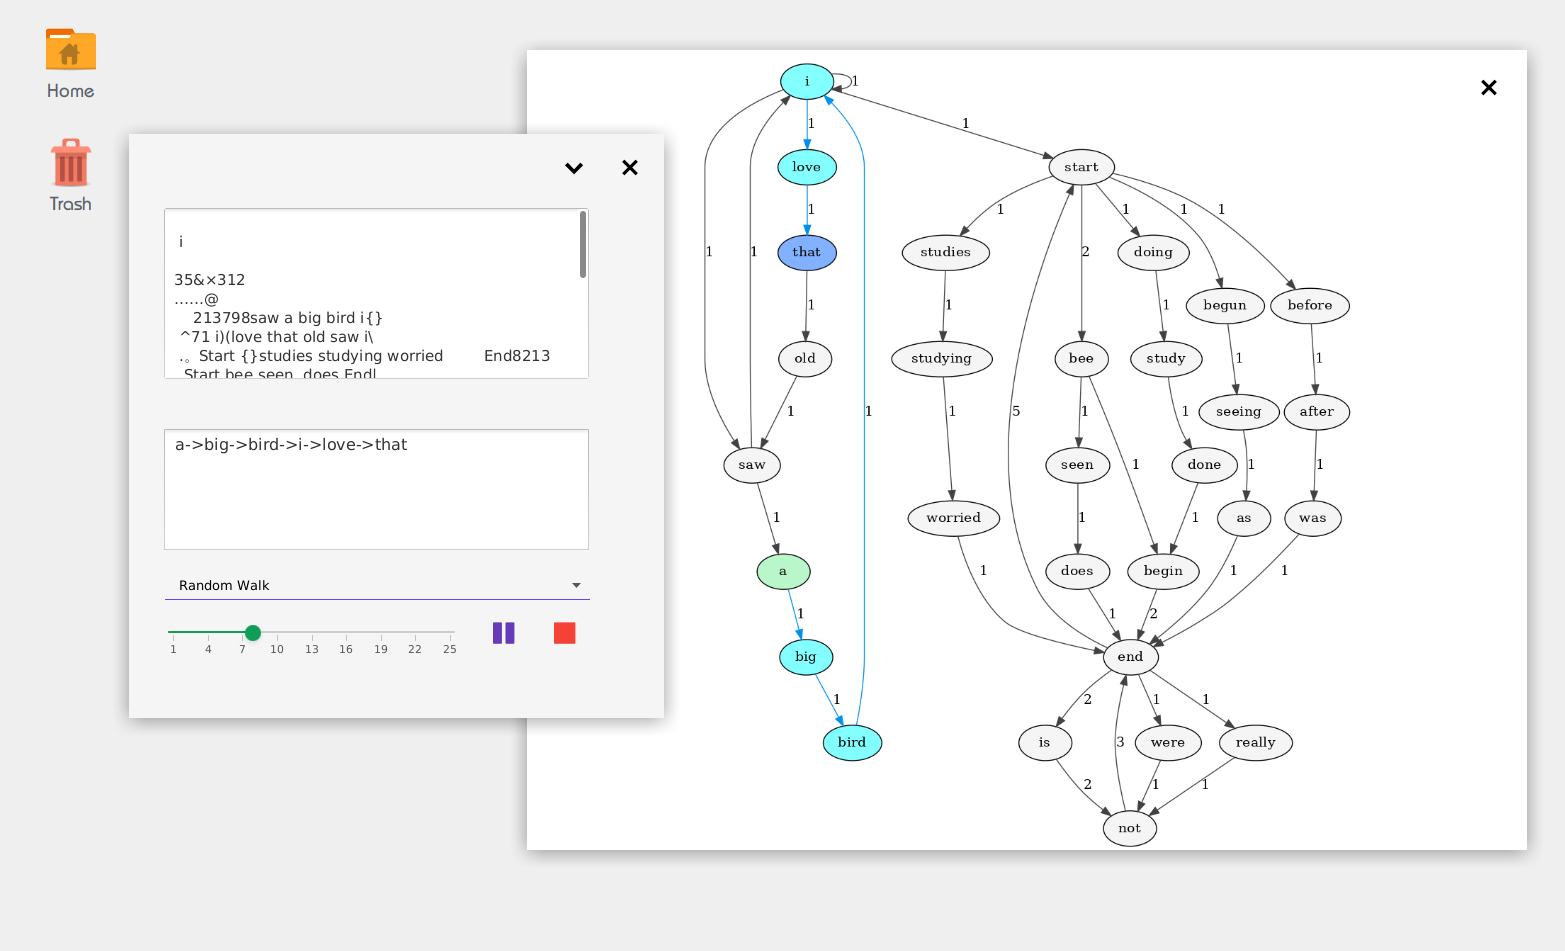 Home
Trash
i
35&×312
......@
213798saw a big bird i{}
^71 i)(love that old saw i\
.。Start {}studies studying worried End8213
Start bee seen does End
a->big->bird->i->love->that
Random Walk
1 4 7 10 13 16 19 22 25
i 1
1 1
love start
1 1 1 1 1
that studies doing
1 1 1 2
old 1 1 begun before
studying bee study 1 1
1 1 1 5 1 1 seeing after
saw seen 1 done 1 1
1 worried 1 1 as was
a 1 does begin 1 1
1 1 2
big end
1 2 1 1
bird is 3 were really
2 1 1
not